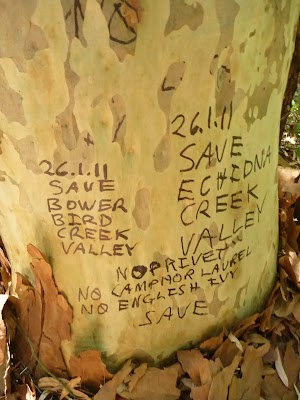 26.1.11
SAVE
BOWER
BIRD
CREEK
VALLEY
26.1.11
SAVE
ECHIDNA
CREEK
VALLEY
NO PRIVET
NO CAMPHOR LAUREL
NO ENGLISH IVY
SAVE